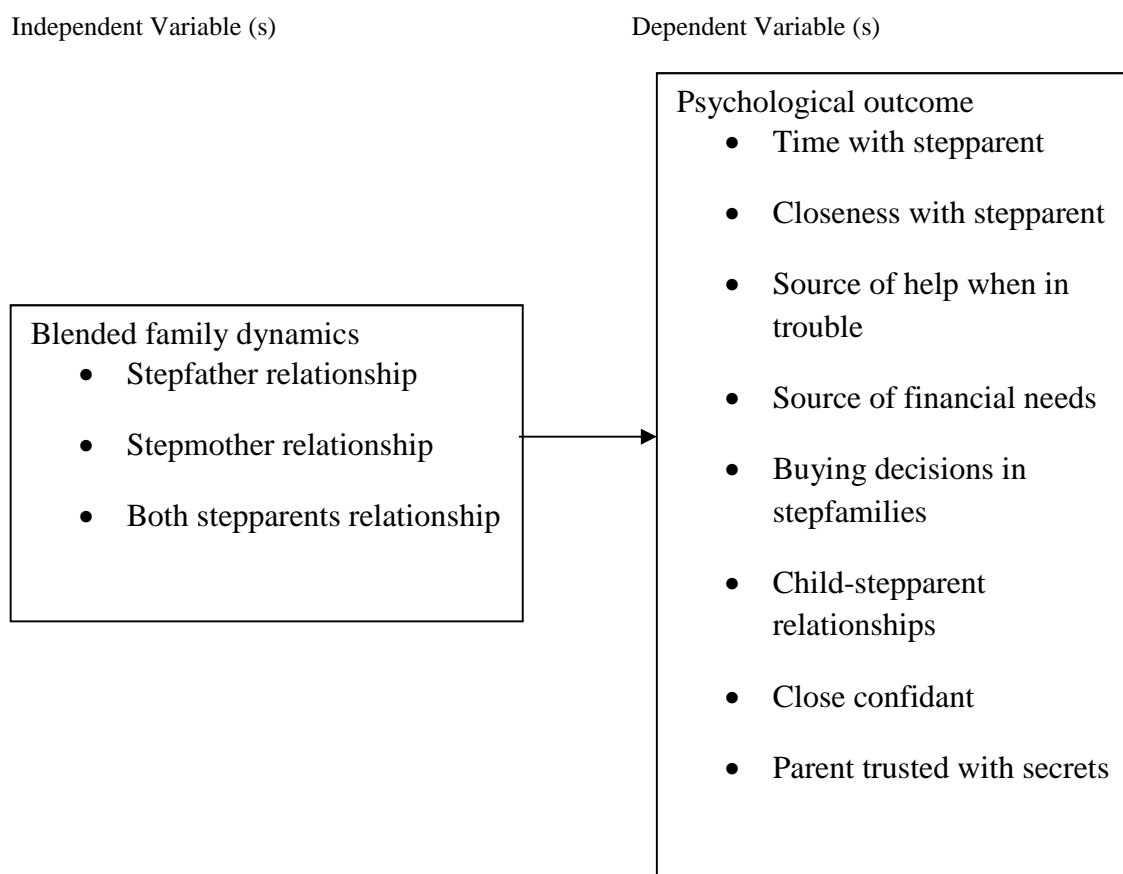 Independent Variable (s)
Dependent Variable (s)
Blended family dynamics
• Stepfather relationship
• Stepmother relationship
• Both stepparents relationship
Psychological outcome
• Time with stepparent
• Closeness with stepparent
• Source of help when in
trouble
• Source of financial needs
• Buying decisions in
stepfamilies
• Child-stepparent
relationships
• Close confidant
• Parent trusted with secrets